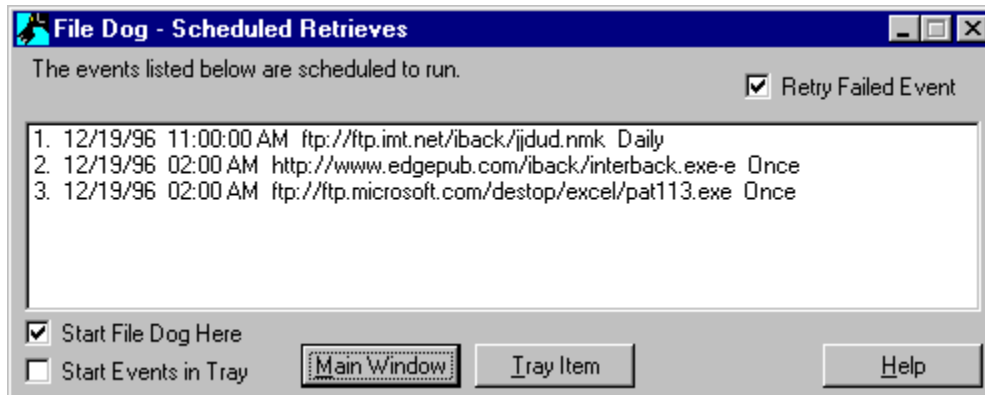 File Dog - Scheduled Retrieves
The events listed below are scheduled to run.
Retry Failed Event
1. 12/19/96 11:00:00 AM ftp://ftp.imt.net/iback/jjdud.nmk Daily
2. 12/19/96 02:00 AM http://www.edgepub.com/iback/interback.exe-e Once
3. 12/19/96 02:00 AM ftp://ftp.microsoft.com/destop/excel/pat113.exe Once
Start File Dog Here
Start Events in Tray
Main Window
Tray Item
Help